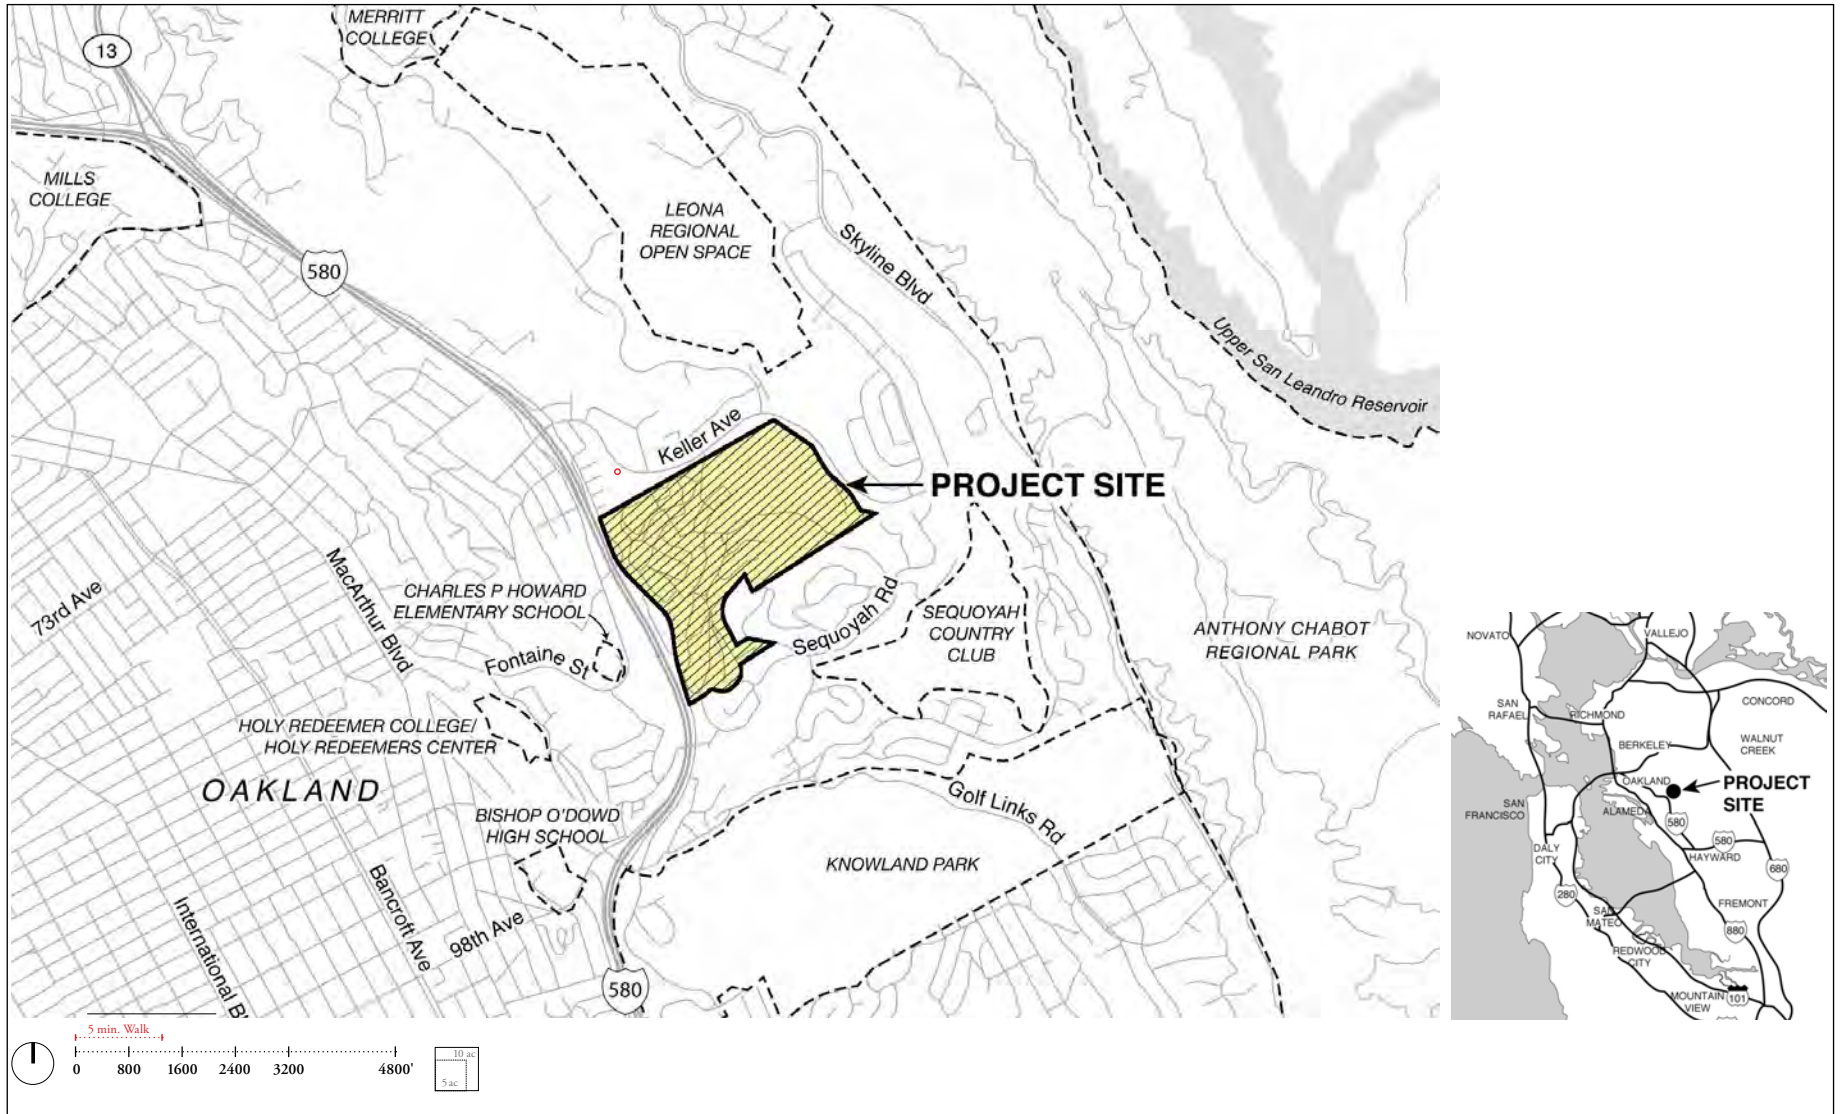 MERRITT
COLLEGE
13
MILLS
COLLEGE
LEONA
REGIONAL
OPEN SPACE
Skyline Blvd
580
Upper San Leandro Reservoir
Keller Ave
PROJECT SITE
MacArthur Blvd
73rd Ave
CHARLES P HOWARD
ELEMENTARY SCHOOL
Fontaine St
Sequoyah Rd
SEQUOYAH
COUNTRY
CLUB
ANTHONY CHABOT
REGIONAL PARK
HOLY REDEEMER COLLEGE/
HOLY REDEEMERS CENTER
OAKLAND
BISHOP O'DOWD
HIGH SCHOOL
Golf Links Rd
KNOWLAND PARK
Bancroft Ave
98th Ave
International B
580
NOVATO
VALLEJO
SAN
RAFAEL
RICHMOND
CONCORD
BERKELEY
WALNUT
CREEK
OAKLAND
PROJECT
SITE
SAN
FRANCISCO
ALAMEDA
580
580
DALY
CITY
HAYWARD
680
280
SAN
MATEO
FREMONT
880
REDWOOD
CITY
MOUNTAIN
VIEW
101
5 min. Walk
0 800 1600 2400 3200 4800'
10 ac
5 ac